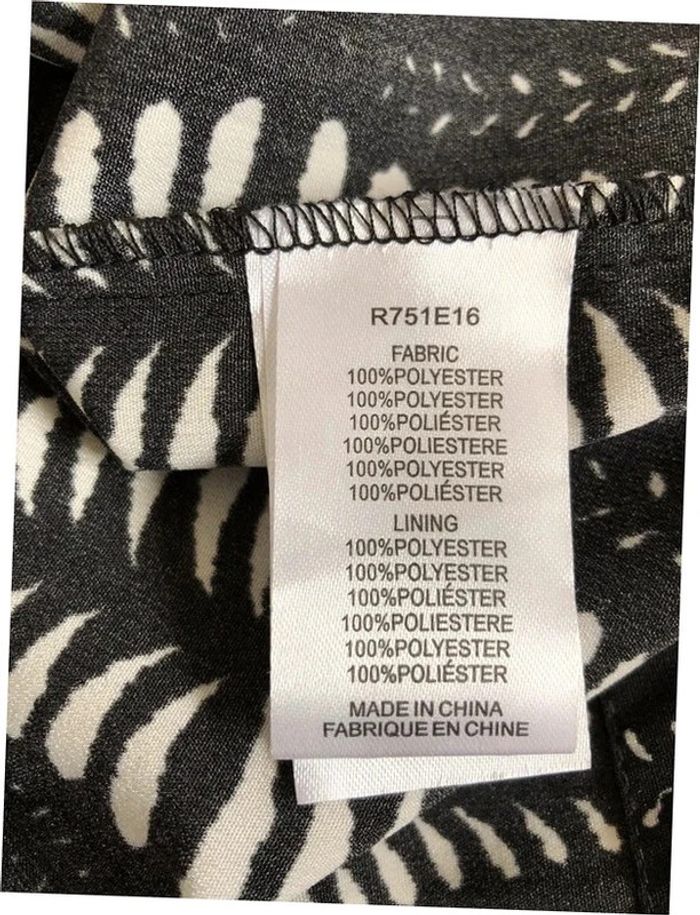 R751E16
FABRIC
100%POLYESTER
100%POLYESTER
100%POLIÉSTER
100%POLIESTERE
100%POLYESTER
100%POLIÉSTER
LINING
100%POLYESTER
100%POLYESTER
100%POLIÉSTER
100%POLIESTERE
100%POLYESTER
100%POLIÉSTER
MADE IN CHINA
FABRIQUE EN CHINE